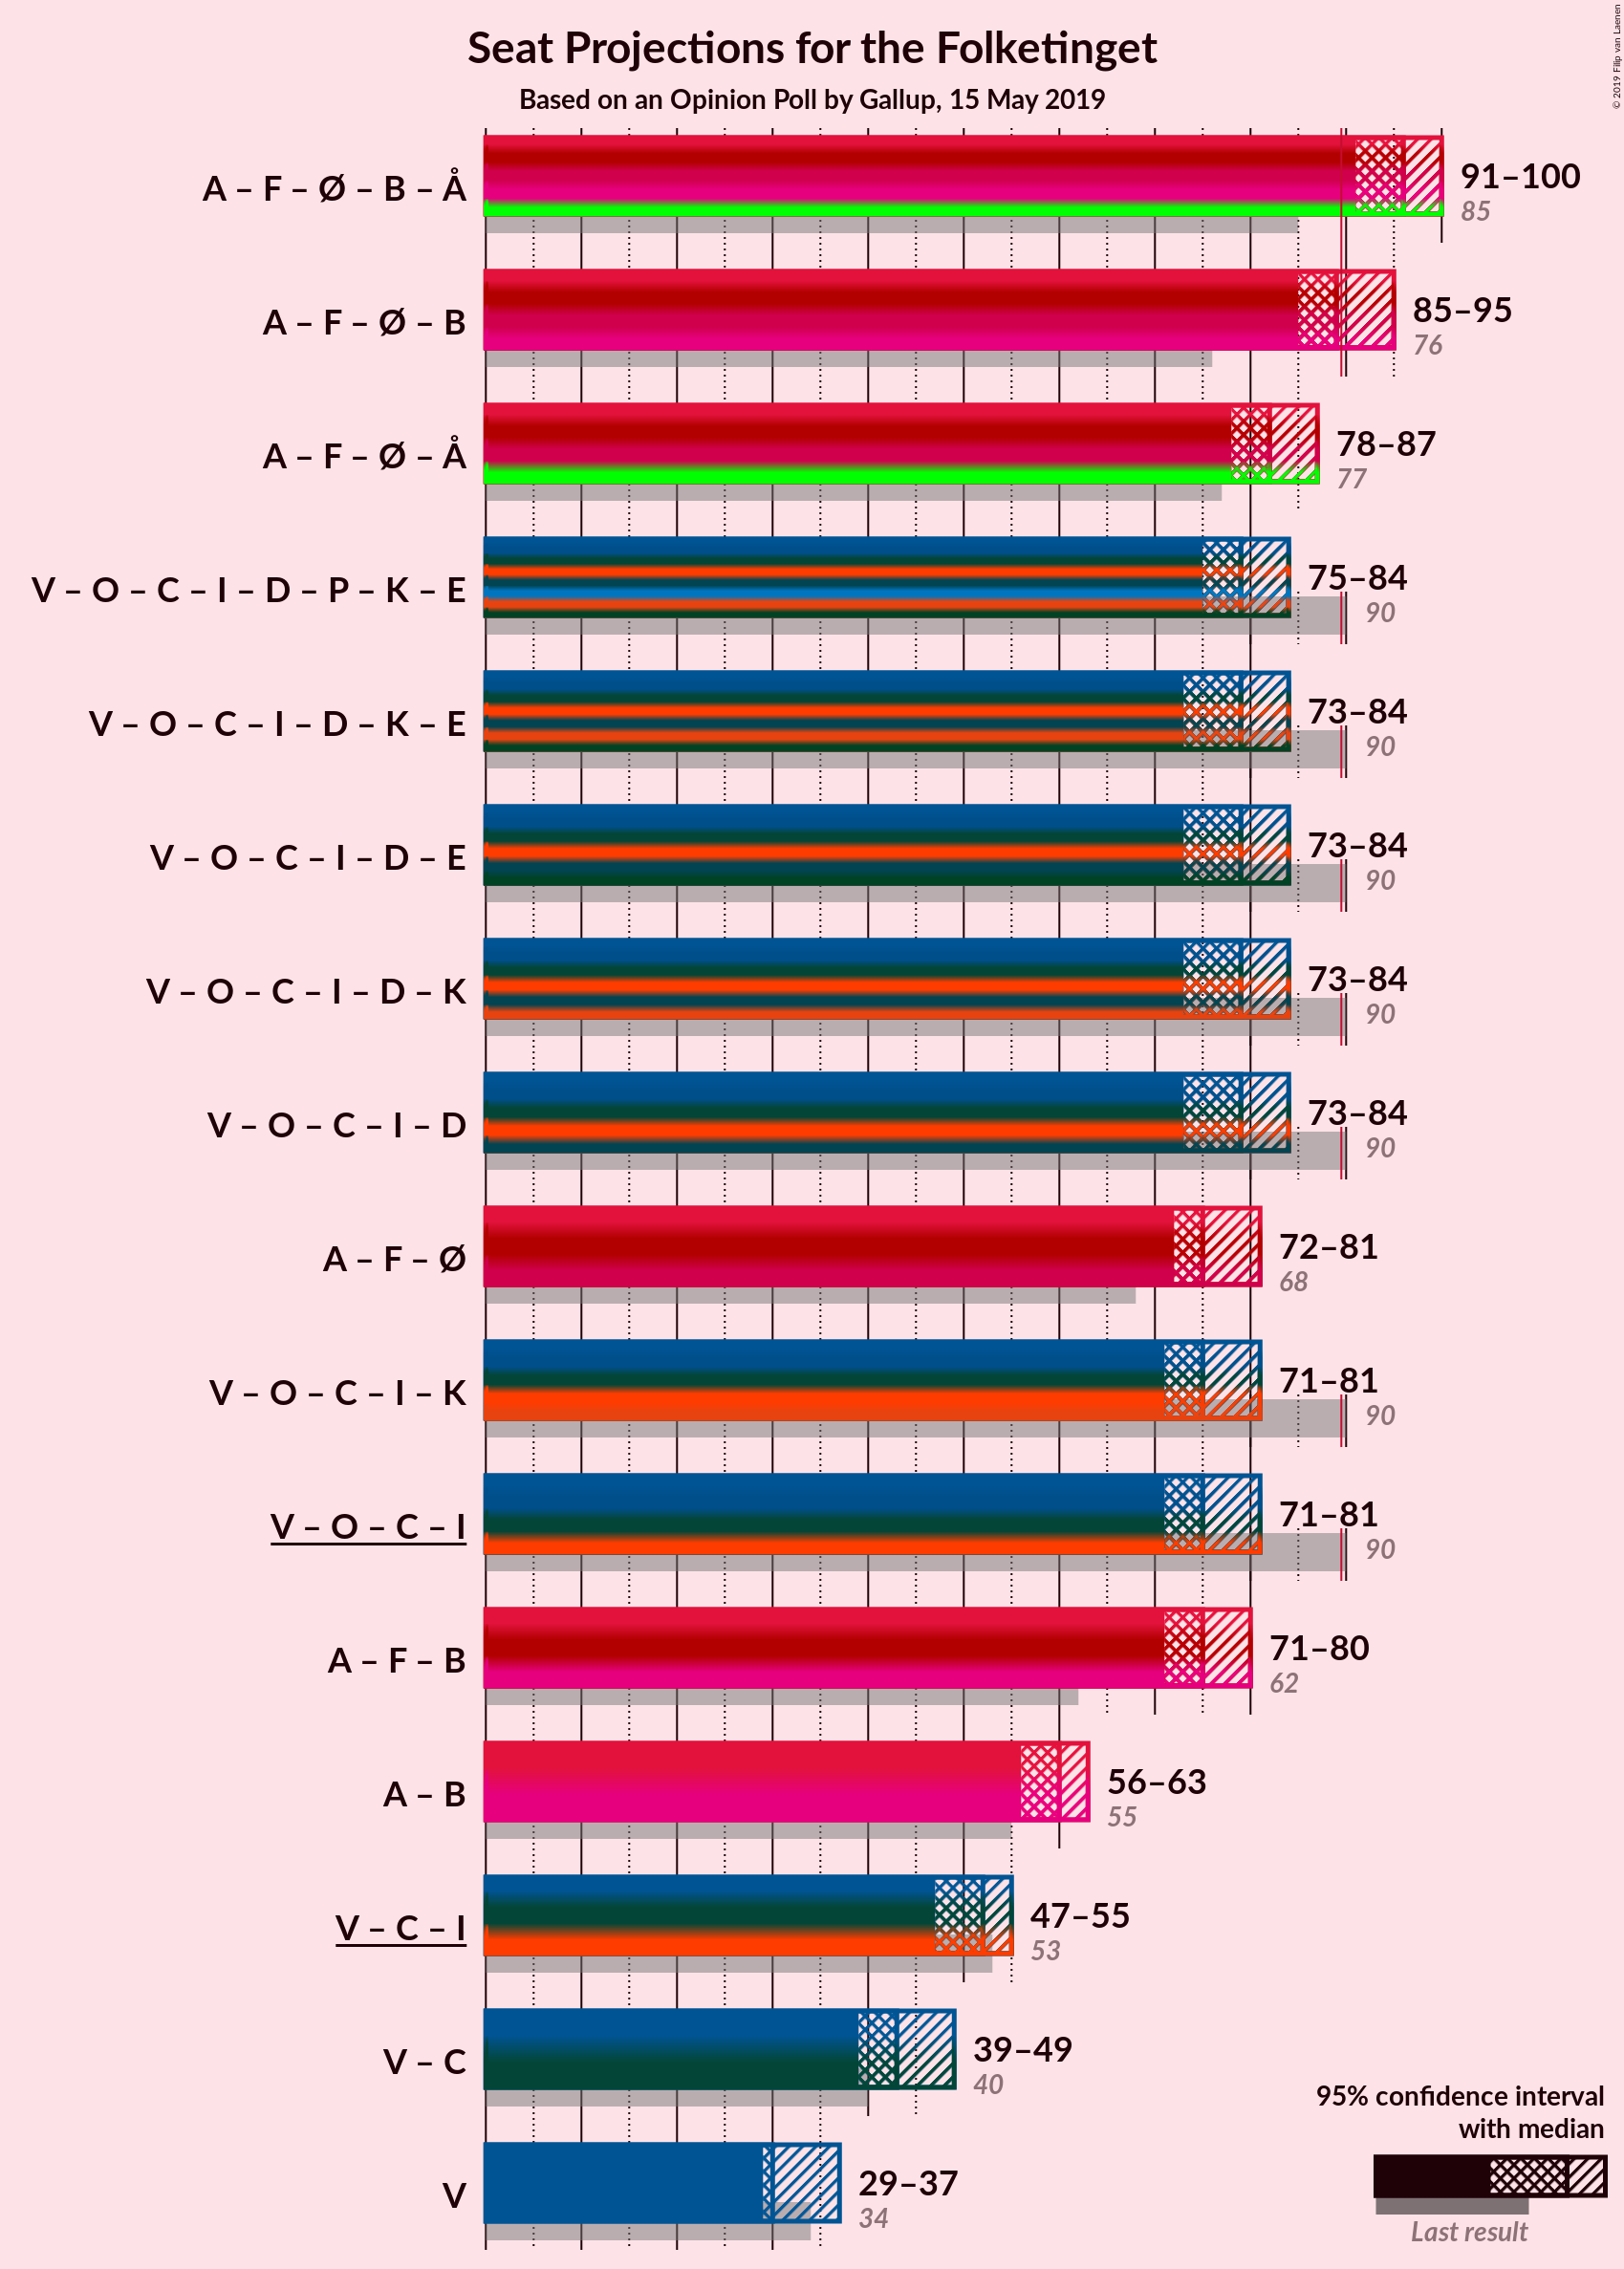 Seat Projections for the Folketinget
Based on an Opinion Poll by Gallup, 15 May 2019
© 2019 Filip van Laenen
A – F – Ø – B – Å
91–100
85
A – F – Ø – B
85–95
76
A – F – Ø – Å
78–87
77
V – O – C – I – D – P – K – E
75–84
90
V – O – C – I – D – K – E
73–84
90
V – O – C – I – D – E
73–84
90
V – O – C – I – D – K
73–84
90
V – O – C – I – D
73–84
90
A – F – Ø
72–81
68
V – O – C – I – K
71–81
90
V – O – C – I
71–81
90
A – F – B
71–80
62
A – B
56–63
55
V – C – I
47–55
53
V – C
39–49
40
V
29–37
34
95% confidence interval
with median
Last result